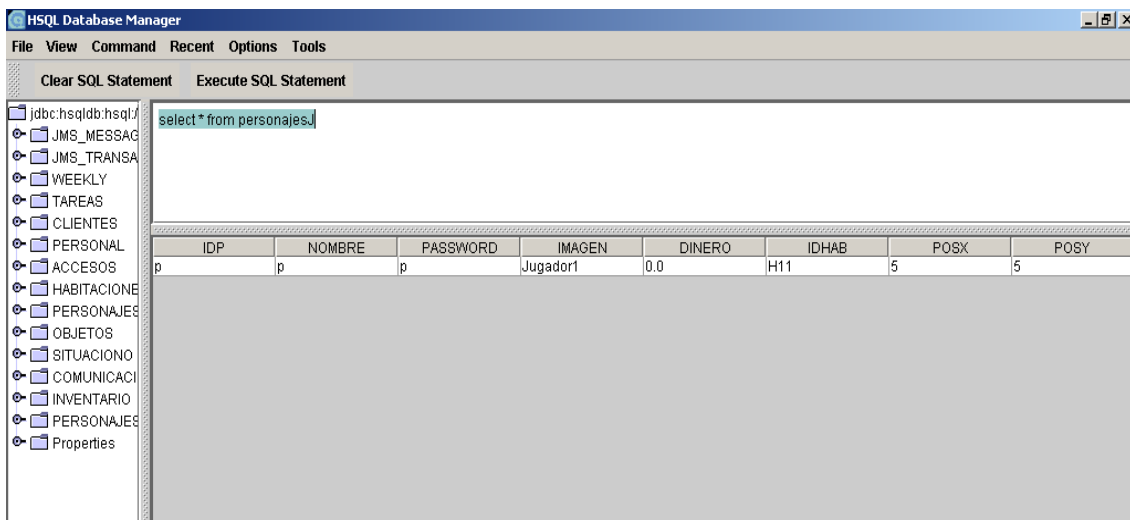 HSQL Database Manager
File View Command Recent Options Tools
Clear SQL Statement Execute SQL Statement
jdbc:hsqldb:hsql:/
JMS_MESSAG
JMS_TRANSA
WEEKLY
TAREAS
CLIENTES
PERSONAL
ACCESOS
HABITACIONE
PERSONAJES
OBJETOS
SITUACIONO
COMUNICACI
INVENTARIO
PERSONAJES
Properties
select * from personajesJ
IDP NOMBRE PASSWORD IMAGEN DINERO IDHAB POSX POSY
p p p Jugador1 0.0 H11 5 5